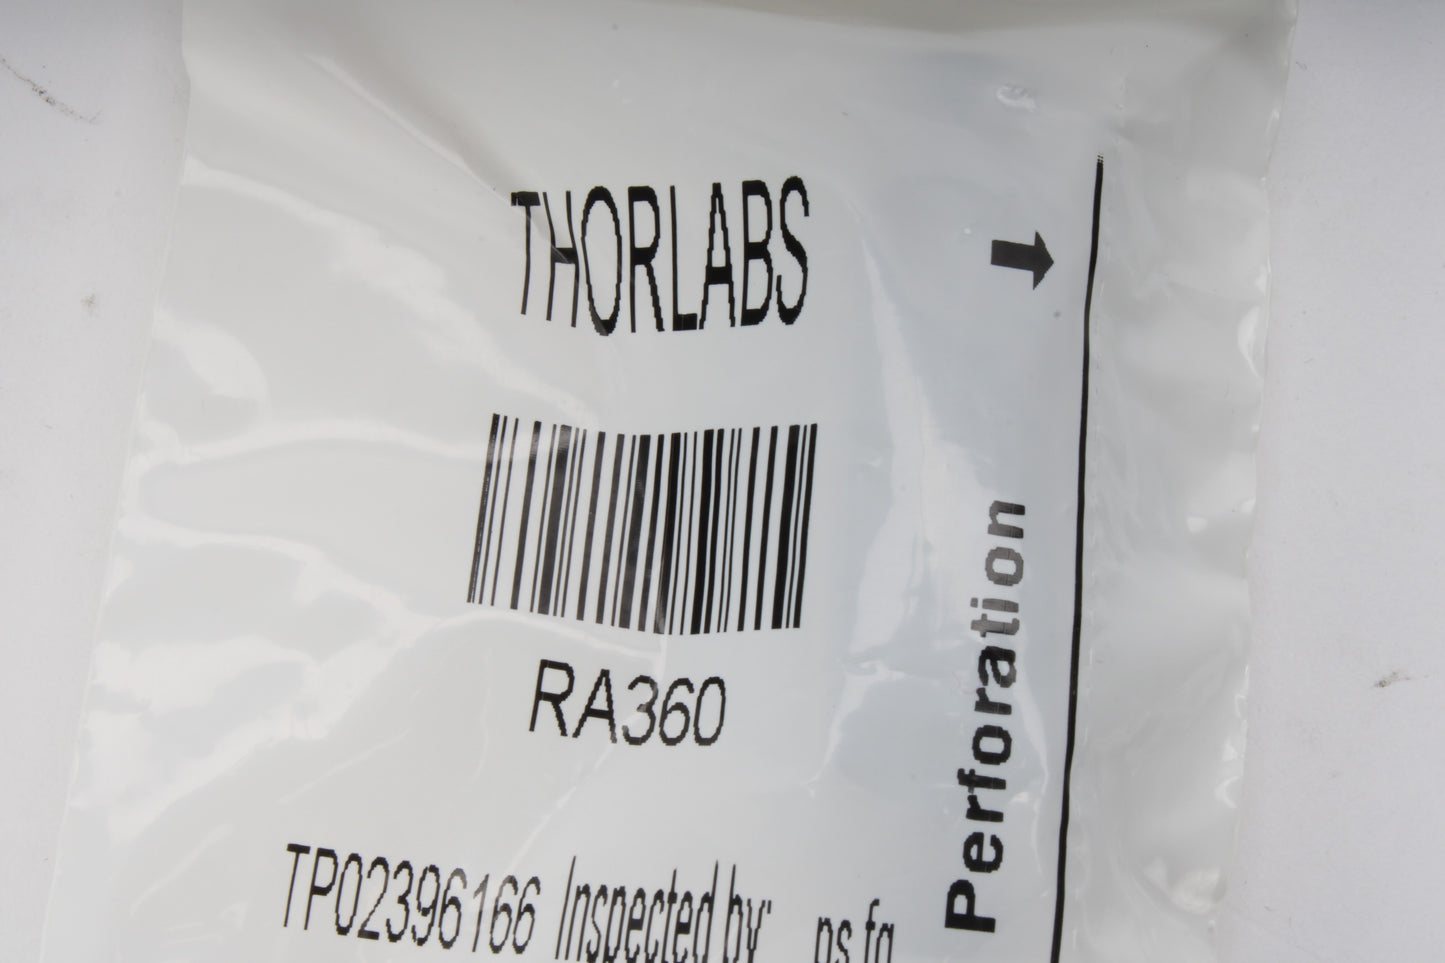 THORLABS
RA360
TP02396166 Inspected by:
Perforation